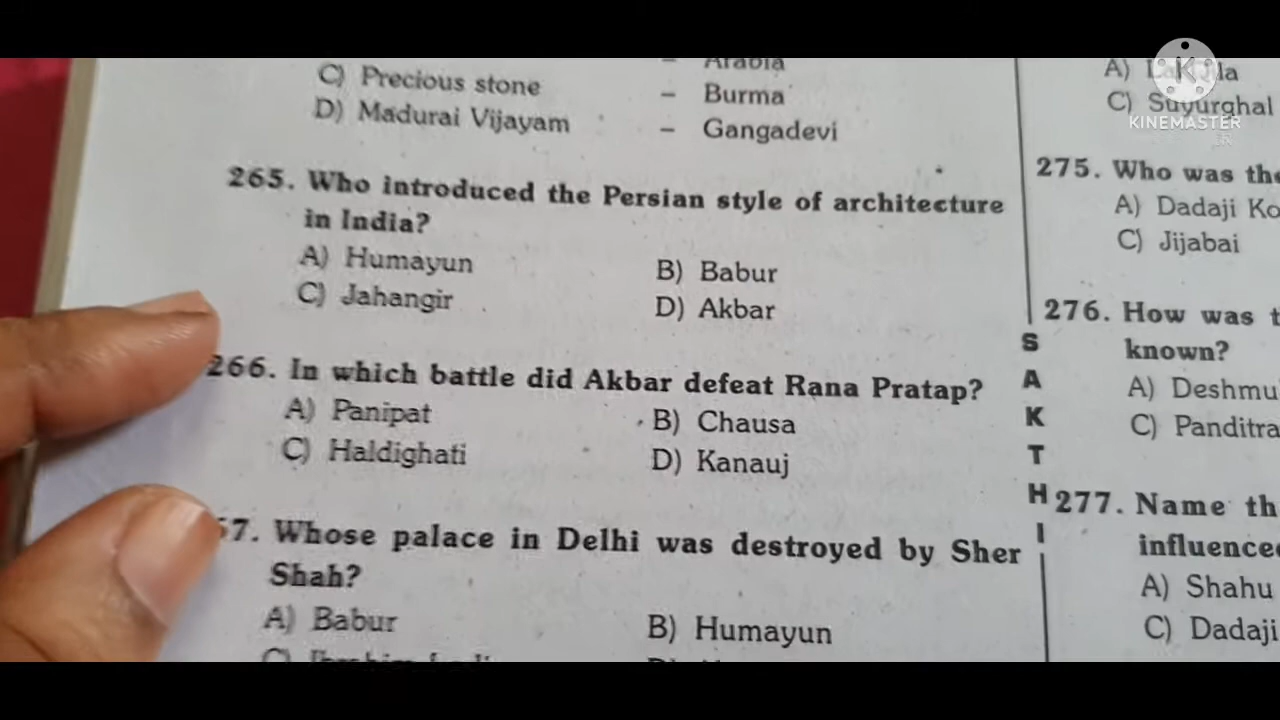 Arabia
C) Precious stone – Burma
D) Madurai Vijayam – Gangadevi
265. Who introduced the Persian style of architecture
in India?
A) Humayun B) Babur
C) Jahangir D) Akbar
266. In which battle did Akbar defeat Rana Pratap?
A) Panipat B) Chausa
C) Haldighati D) Kanauj
7. Whose palace in Delhi was destroyed by Sher
Shah?
A) Babur B) Humayun
S
A
K
T
H
I
A)
C) Suyurghal
275. Who was the
A) Dadaji Ko
C) Jijabai
276. How was t
known?
A) Deshmu
C) Panditra
277. Name th
influence
A) Shahu
C) Dadaji
K
KINEMASTER